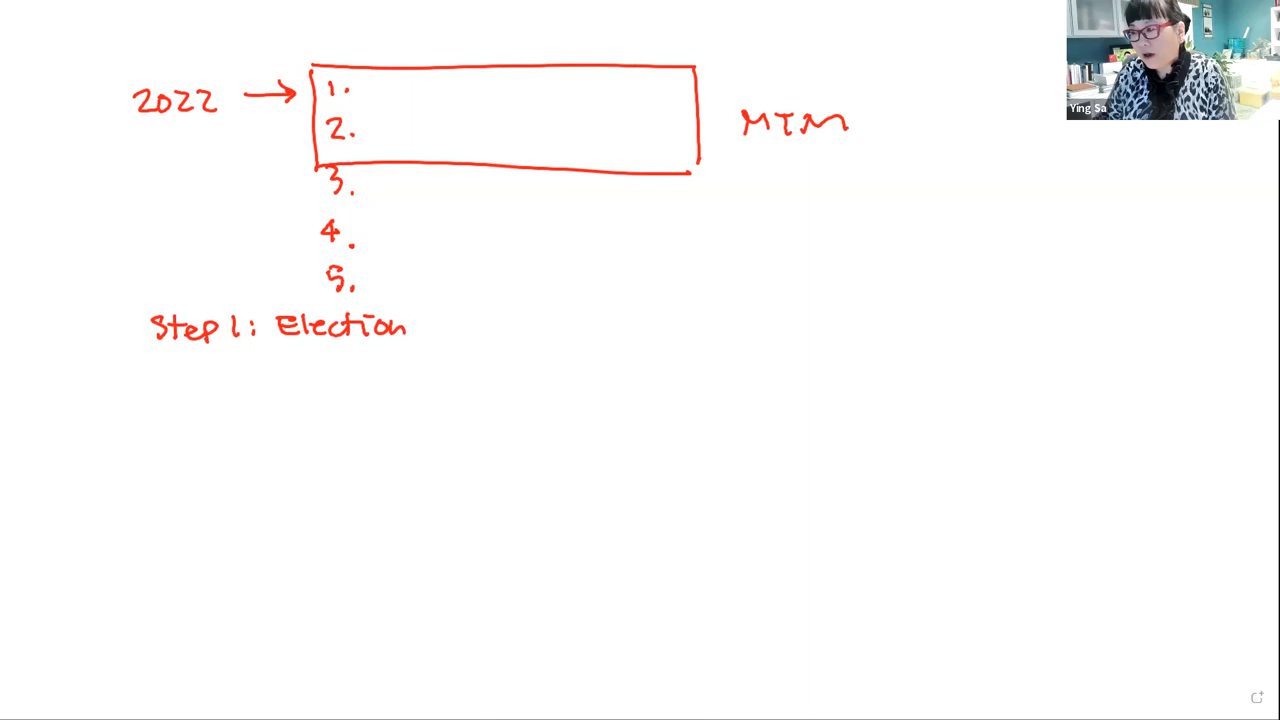 2022 → 1.
2. MTM
3.
4.
5.
Step 1: Election
Ying Sa